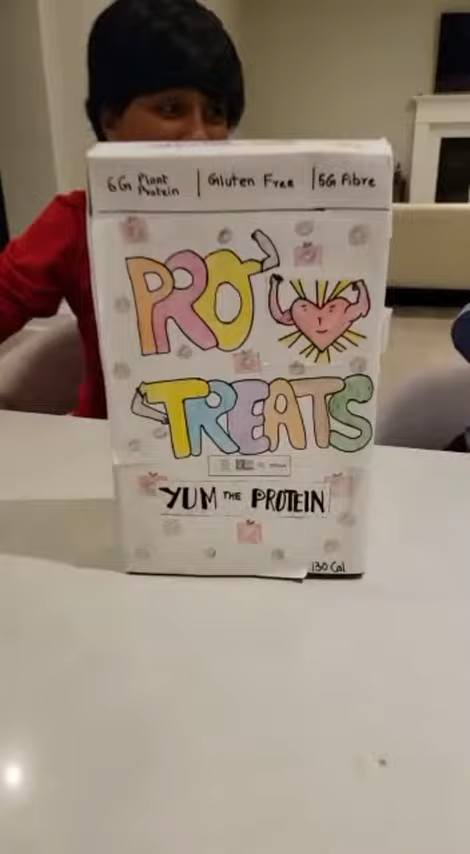 6G Plant Protein | Gluten Free | 5G Fibre
PRO
TREATS
YUM THE PROTEIN
130 Cal